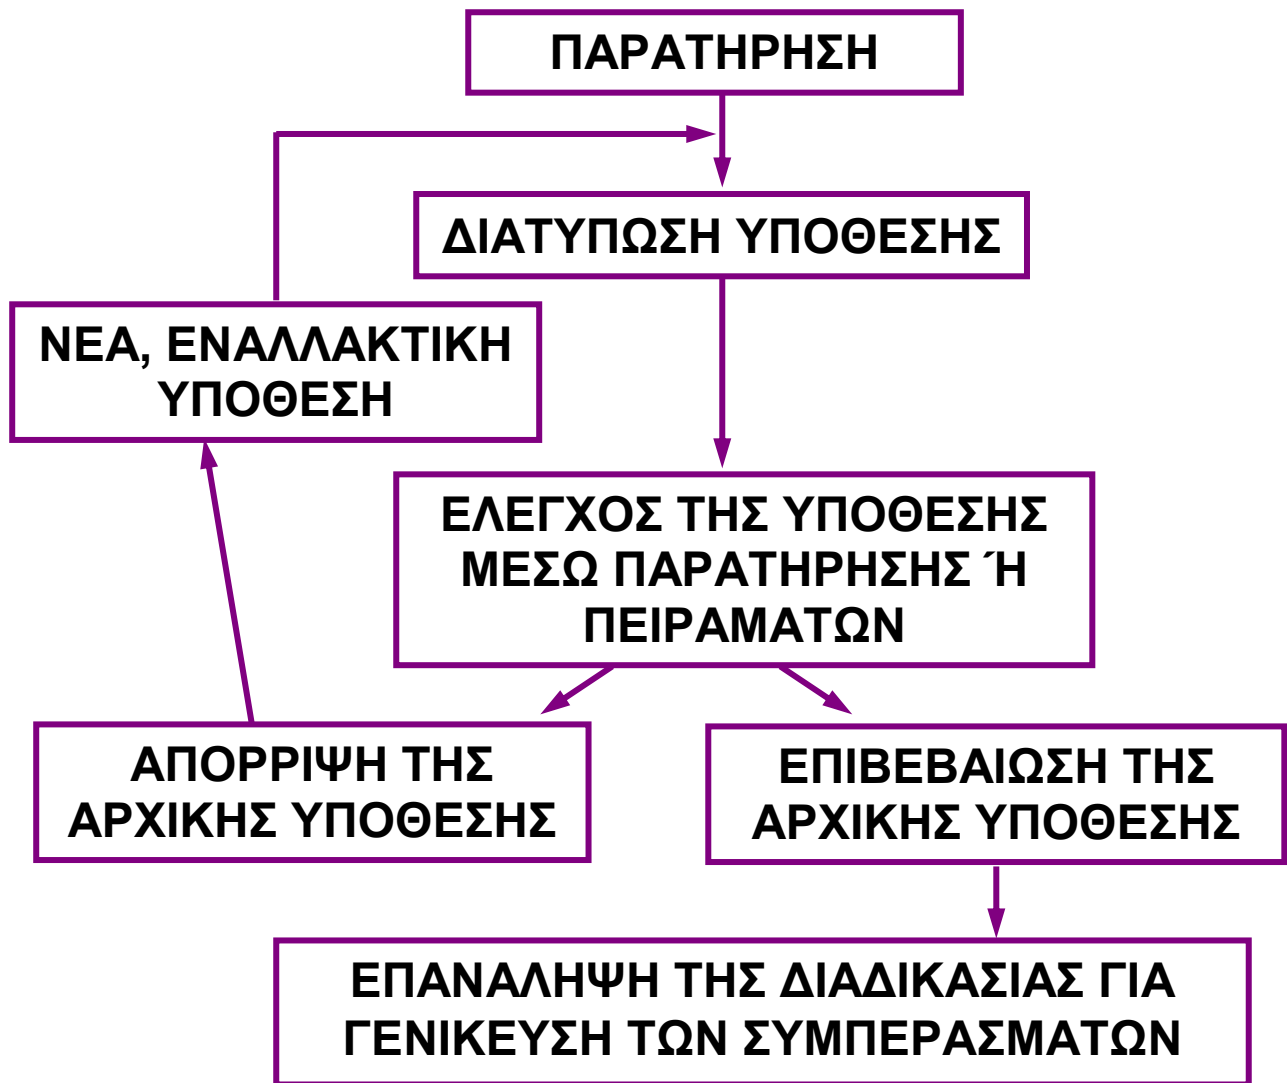 ΠΑΡΑΤΗΡΗΣΗ
ΔΙΑΤΥΠΩΣΗ ΥΠΟΘΕΣΗΣ
ΝΕΑ, ΕΝΑΛΛΑΚΤΙΚΗ
ΥΠΟΘΕΣΗ
ΕΛΕΓΧΟΣ ΤΗΣ ΥΠΟΘΕΣΗΣ
ΜΕΣΩ ΠΑΡΑΤΗΡΗΣΗΣ ΄Η
ΠΕΙΡΑΜΑΤΩΝ
ΑΠΟΡΡΙΨΗ ΤΗΣ
ΑΡΧΙΚΗΣ ΥΠΟΘΕΣΗΣ
ΕΠΙΒΕΒΑΙΩΣΗ ΤΗΣ
ΑΡΧΙΚΗΣ ΥΠΟΘΕΣΗΣ
ΕΠΑΝΑΛΗΨΗ ΤΗΣ ΔΙΑΔΙΚΑΣΙΑΣ ΓΙΑ
ΓΕΝΙΚΕΥΣΗ ΤΩΝ ΣΥΜΠΕΡΑΣΜΑΤΩΝ